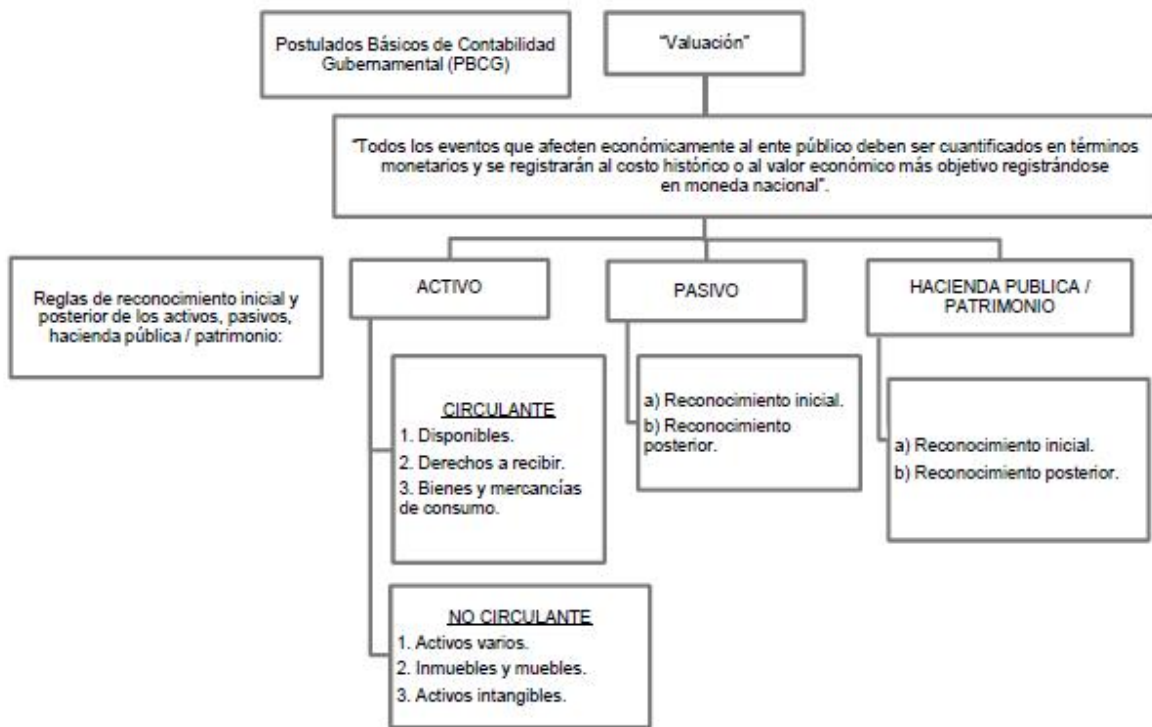 Postulados Básicos de Contabilidad
Gubernamental (PBCG)
“Valuación”
“Todos los eventos que afecten económicamente al ente público deben ser cuantificados en términos
monetarios y se registrarán al costo histórico o al valor económico más objetivo registrándose
en moneda nacional”.
Reglas de reconocimiento inicial y
posterior de los activos, pasivos,
hacienda pública / patrimonio:
ACTIVO
PASIVO
HACIENDA PUBLICA /
PATRIMONIO
CIRCULANTE
1. Disponibles.
2. Derechos a recibir.
3. Bienes y mercancías
de consumo.
a) Reconocimiento inicial.
b) Reconocimiento
posterior.
a) Reconocimiento inicial.
b) Reconocimiento posterior.
NO CIRCULANTE
1. Activos varios.
2. Inmuebles y muebles.
3. Activos intangibles.